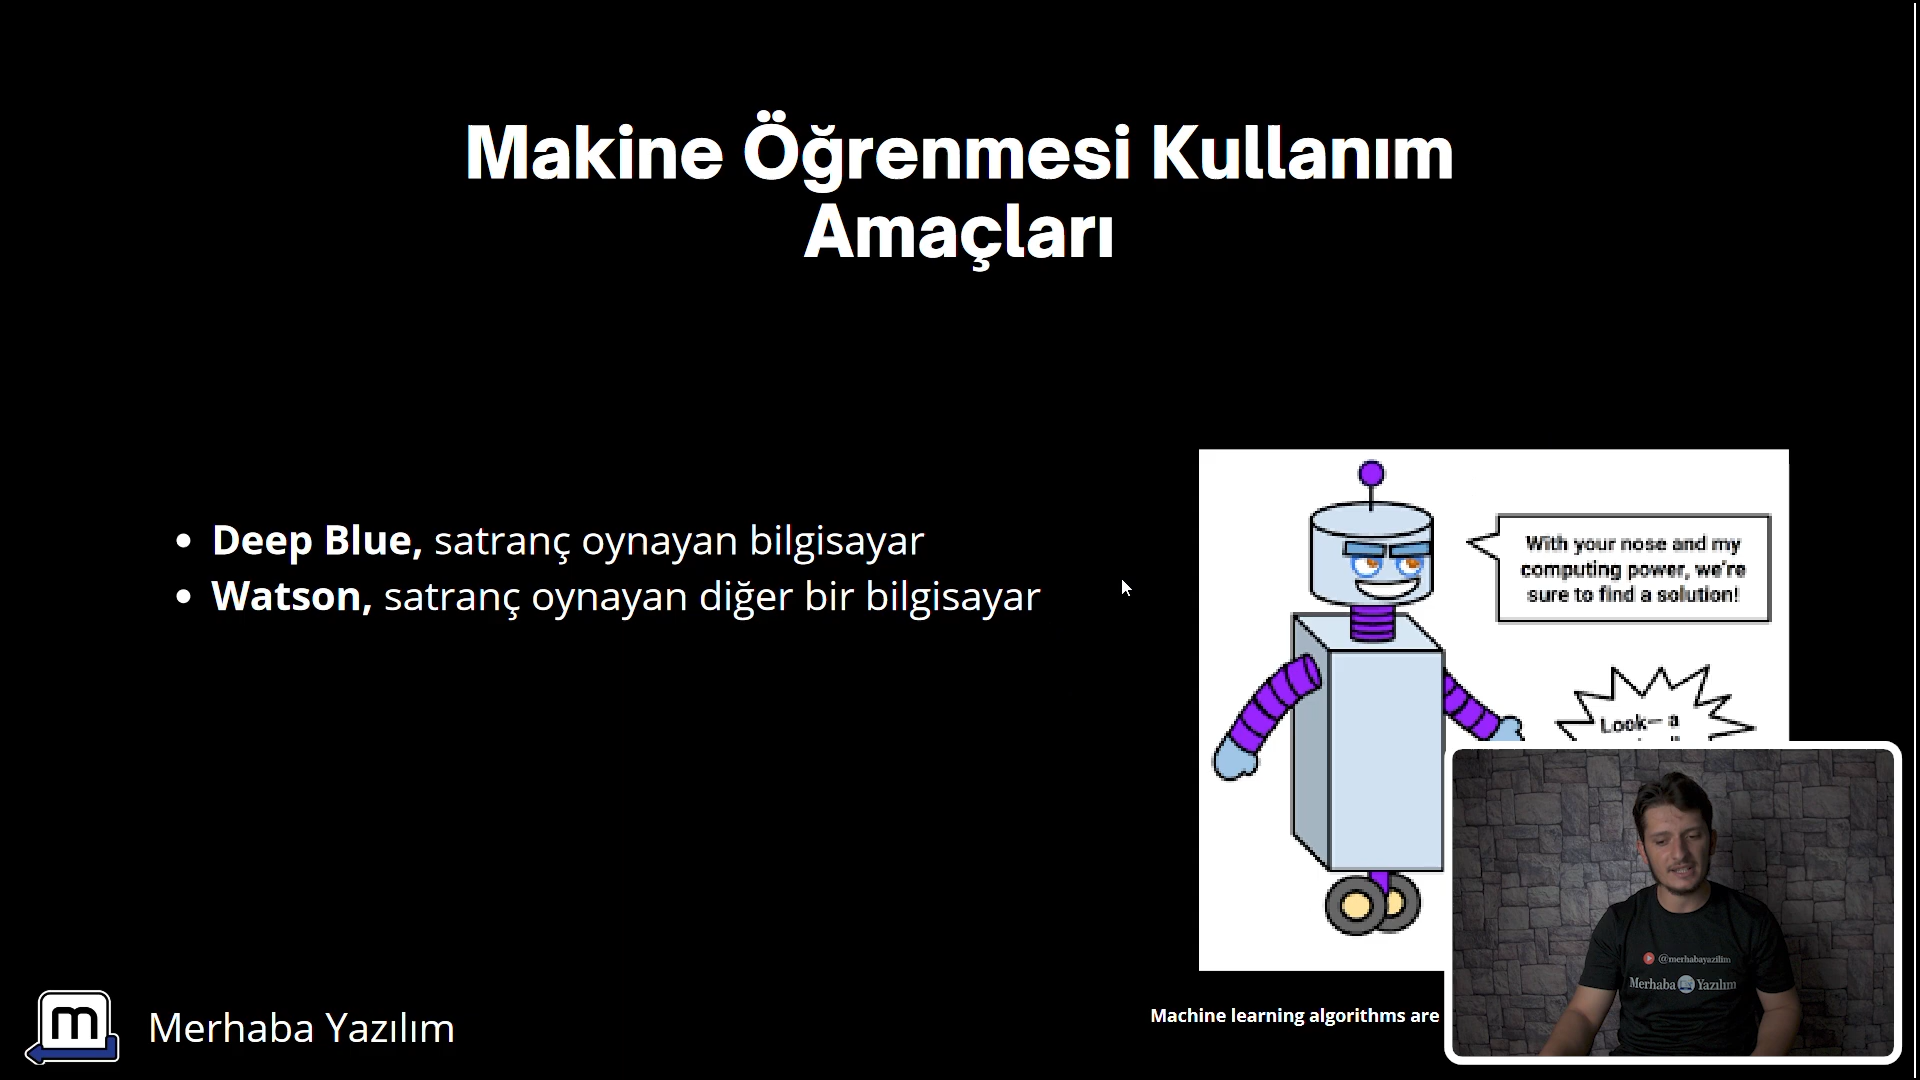 Makine Öğrenmesi Kullanım
Amaçları
Deep Blue, satranç oynayan bilgisayar
Watson, satranç oynayan diğer bir bilgisayar
With your nose and my
computing power, we're
sure to find a solution!
Look— a
Machine learning algorithms are
@merhabayazilim
Merhaba Yazılım
m
Merhaba Yazılım